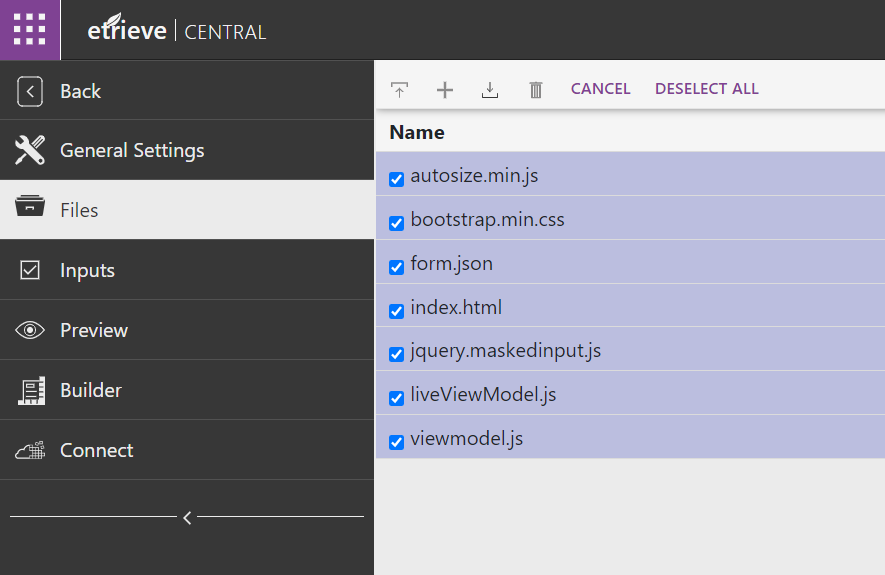 etrieve CENTRAL
Back
General Settings
Files
Inputs
Preview
Builder
Connect
CANCEL DESELECT ALL
Name
autosize.min.js
bootstrap.min.css
form.json
index.html
jquery.maskedinput.js
liveViewModel.js
viewmodel.js